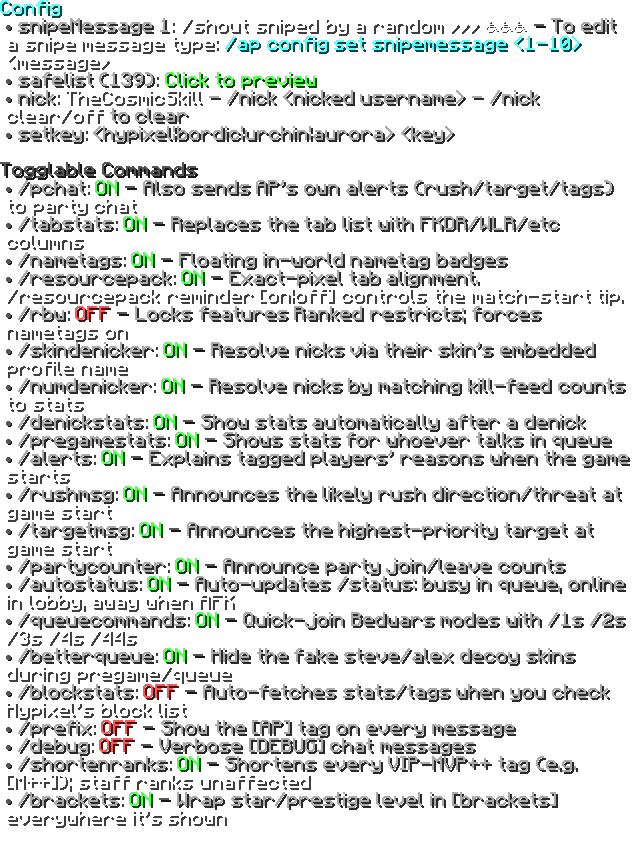 Config
• snipeMessage 1: /shout sniped by a random >>> – To edit
a snipe message type: /ap config set snipemessage <1-10>
<message>
• safelist (139): Click to preview
• nick: TheCosmicSkill – /nick <nicked username> – /nick
clear/off to clear
• setkey: <hypixel|bordic|urchin|aurora> <key>
Togglable Commands
• /pchat: ON – Also sends AP's own alerts (rush/target/tags)
to party chat
• /tabstats: ON – Replaces the tab list with FKDR/WLR/etc
columns
• /nametags: ON – Floating in-world nametag badges
• /resourcepack: ON – Exact-pixel tab alignment.
/resourcepack reminder [on|off] controls the match-start tip.
• /rbw: OFF – Locks features Ranked restricts; forces
nametags on
• /skindenicker: ON – Resolve nicks via their skin's embedded
profile name
• /numdenicker: ON – Resolve nicks by matching kill-feed counts
to stats
• /denickstats: ON – Show stats automatically after a denick
• /pregamestats: ON – Shows stats for whoever talks in queue
• /alerts: ON – Explains tagged players' reasons when the game
starts
• /rushmsg: ON – Announces the likely rush direction/threat at
game start
• /targetmsg: ON – Announces the highest-priority target at
game start
• /partycounter: ON – Announce party join/leave counts
• /autostatus: ON – Auto-updates /status: busy in queue, online
in lobby, away when AFK
• /queuecommands: ON – Quick-join Bedwars modes with /1s /2s
/3s /4s /44s
• /betterqueue: ON – Hide the fake steve/alex decoy skins
during pregame/queue
• /blockstats: OFF – Auto-fetches stats/tags when you check
Hypixel's block list
• /prefix: OFF – Show the [AP] tag on every message
• /debug: OFF – Verbose [DEBUG] chat messages
• /shortenranks: ON – Shortens every VIP-MVP++ tag (e.g.
[M++]); staff ranks unaffected
• /brackets: ON – Wrap star/prestige level in [brackets]
everywhere it's shown